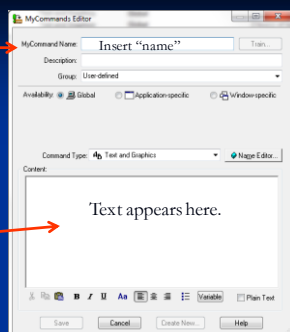 MyCommands Editor
MyCommand Name: Insert “name” Train...
Description:
Group: User-defined
Availability: Global Application-specific Window-specific
Command Type: Text and Graphics Name Editor...
Content:
Text appears here.
B I U Aa Variable Plain Text
Save Cancel Create New... Help